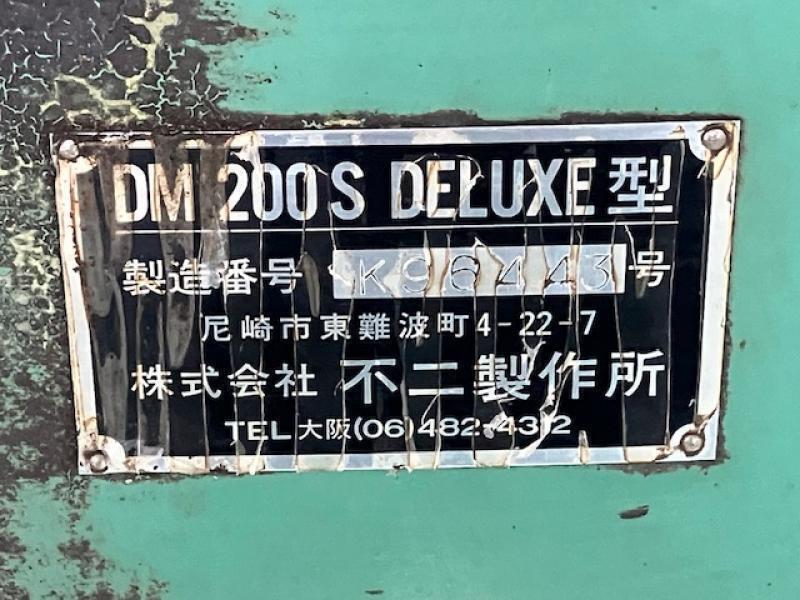 DM 200S DELUXE型
製造番号 K96443号
尼崎市東難波町4-22-7
株式会社 不二製作所
TEL大阪(06)482-4312